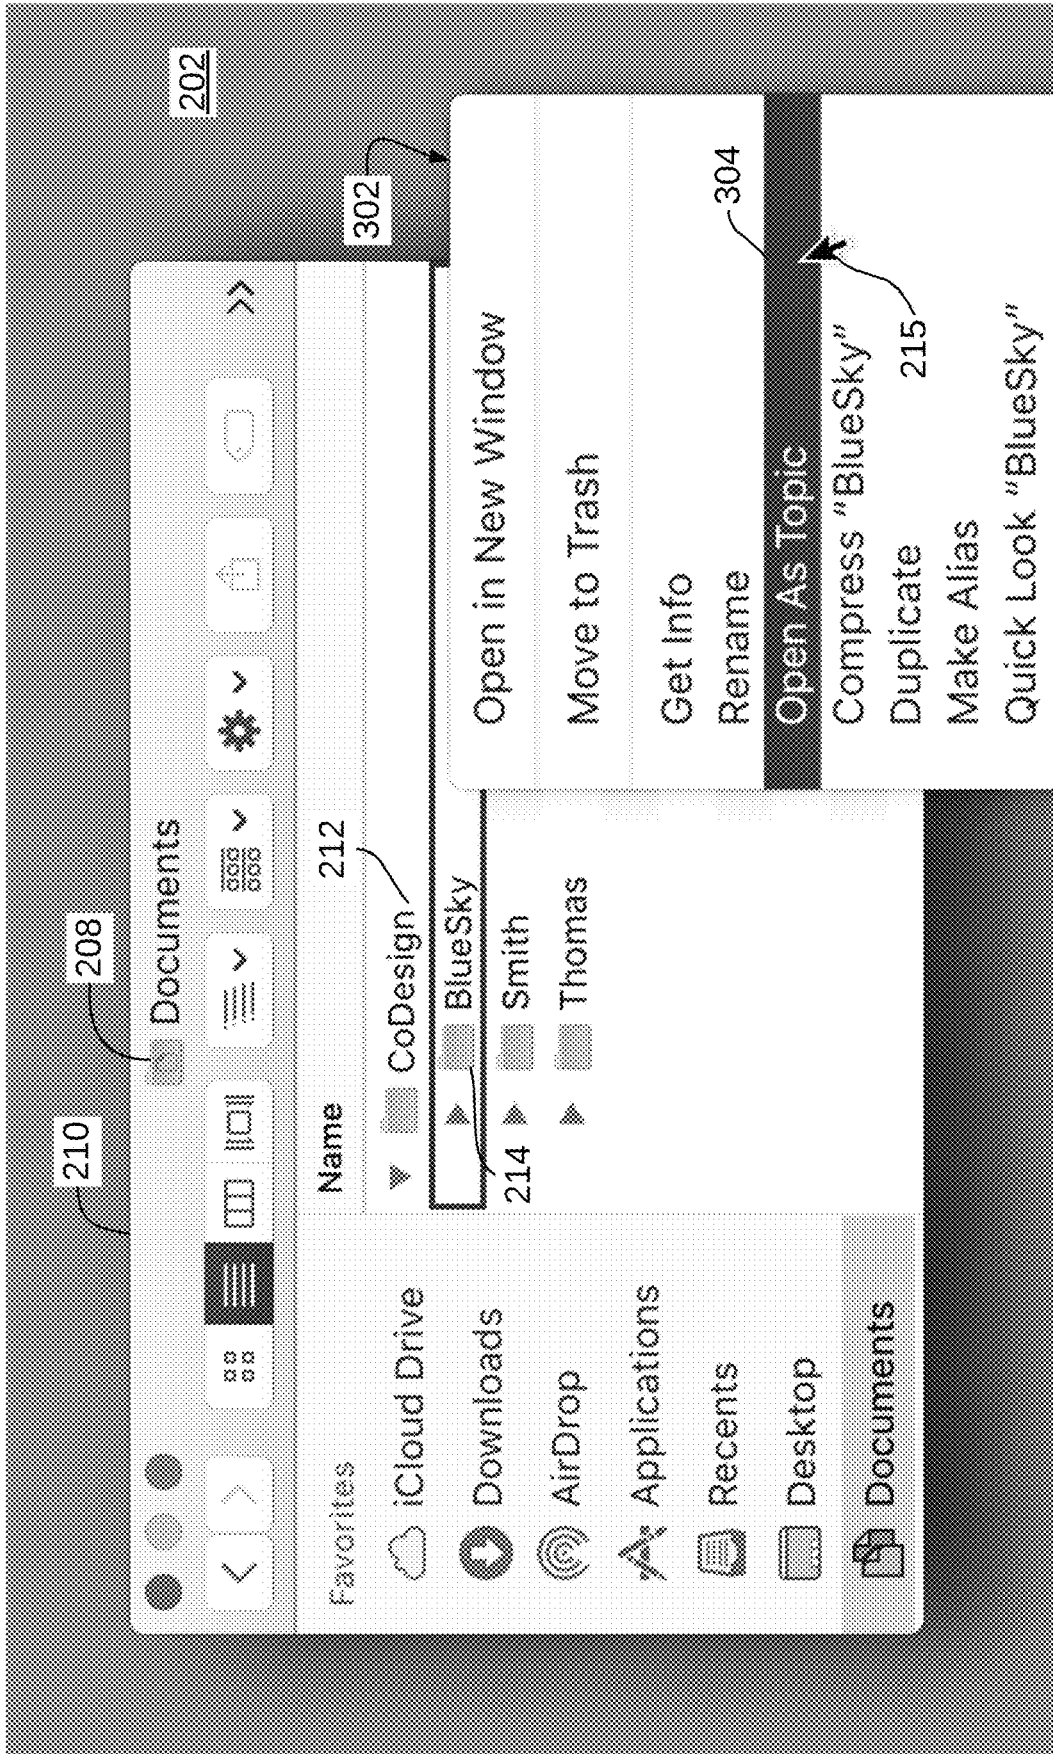 202
210
208
Documents
302
Name
212
Favorites
iCloud Drive
Downloads
AirDrop
Applications
Recents
Desktop
Documents
CoDesign
BlueSky
Smith
Thomas
214
Open in New Window
Move to Trash
Get Info
Rename
304
Open As Topic
Compress “BlueSky”
215
Duplicate
Make Alias
Quick Look “BlueSky”